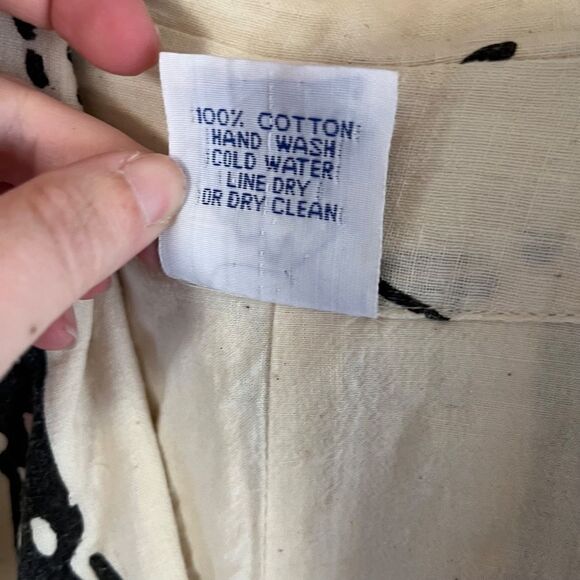 100% COTTON
HAND WASH
COLD WATER
LINE DRY
OR DRY CLEAN